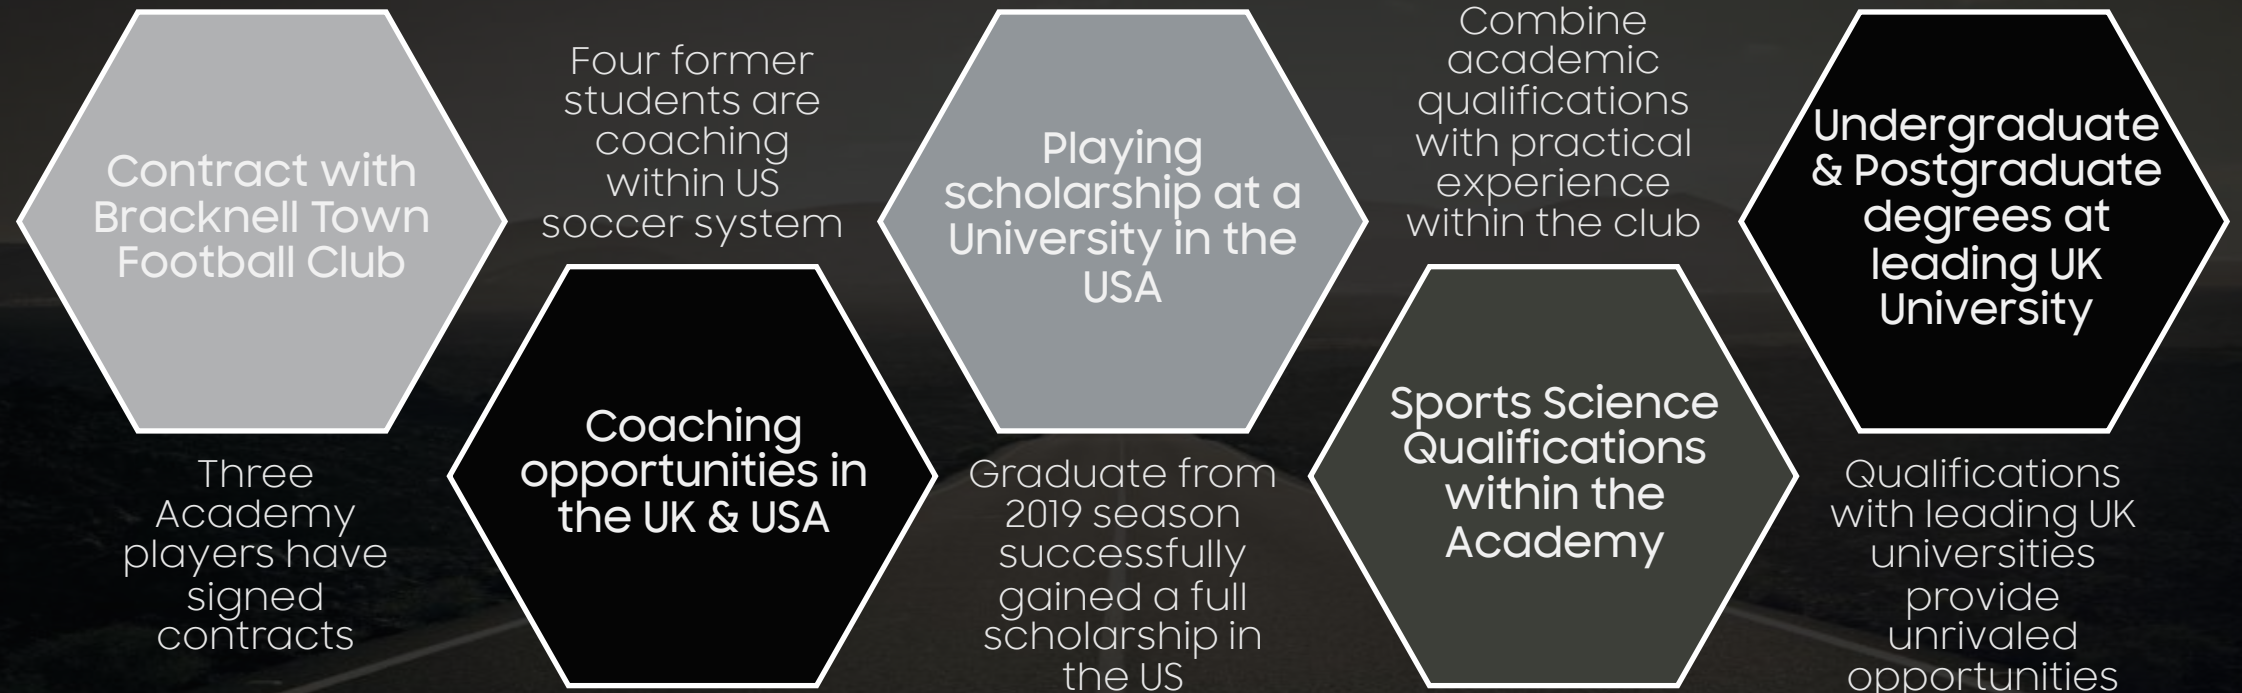 Contract with
Bracknell Town
Football Club
Three
Academy
players have
signed
contracts
Four former
students are
coaching
within US
soccer system
Coaching
opportunities in
the UK & USA
Playing
scholarship at a
University in the
USA
Graduate from
2019 season
successfully
gained a full
scholarship in
the US
Combine
academic
qualifications
with practical
experience
within the club
Sports Science
Qualifications
within the
Academy
Undergraduate
& Postgraduate
degrees at
leading UK
University
Qualifications
with leading UK
universities
provide
unrivaled
opportunities